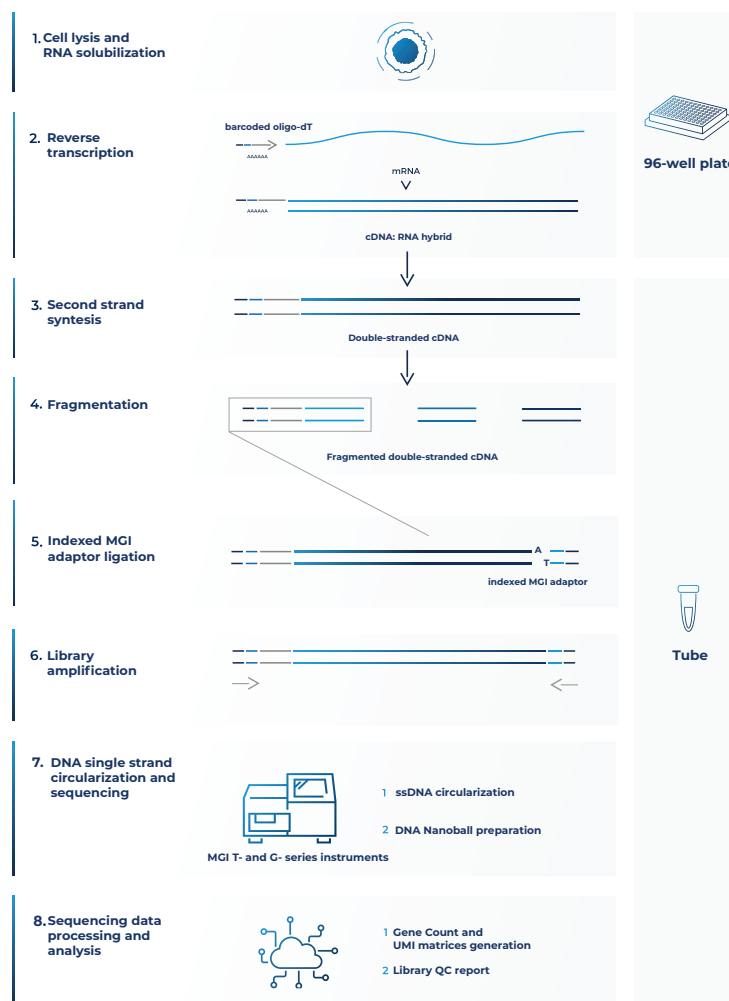 1. Cell lysis and
RNA solubilization
96-well plate
2. Reverse
transcription
barcoded oligo-dT
AAAAAA
mRNA
AAAAAA
cDNA: RNA hybrid
3. Second strand
syntesis
Double-stranded cDNA
4. Fragmentation
Fragmented double-stranded cDNA
5. Indexed MGI
adaptor ligation
A
T
indexed MGI adaptor
6. Library
amplification
Tube
7. DNA single strand
circularization and
sequencing
MGI T- and G- series instruments
1 ssDNA circularization
2 DNA Nanoball preparation
8. Sequencing data
processing and
analysis
1 Gene Count and
UMI matrices generation
2 Library QC report